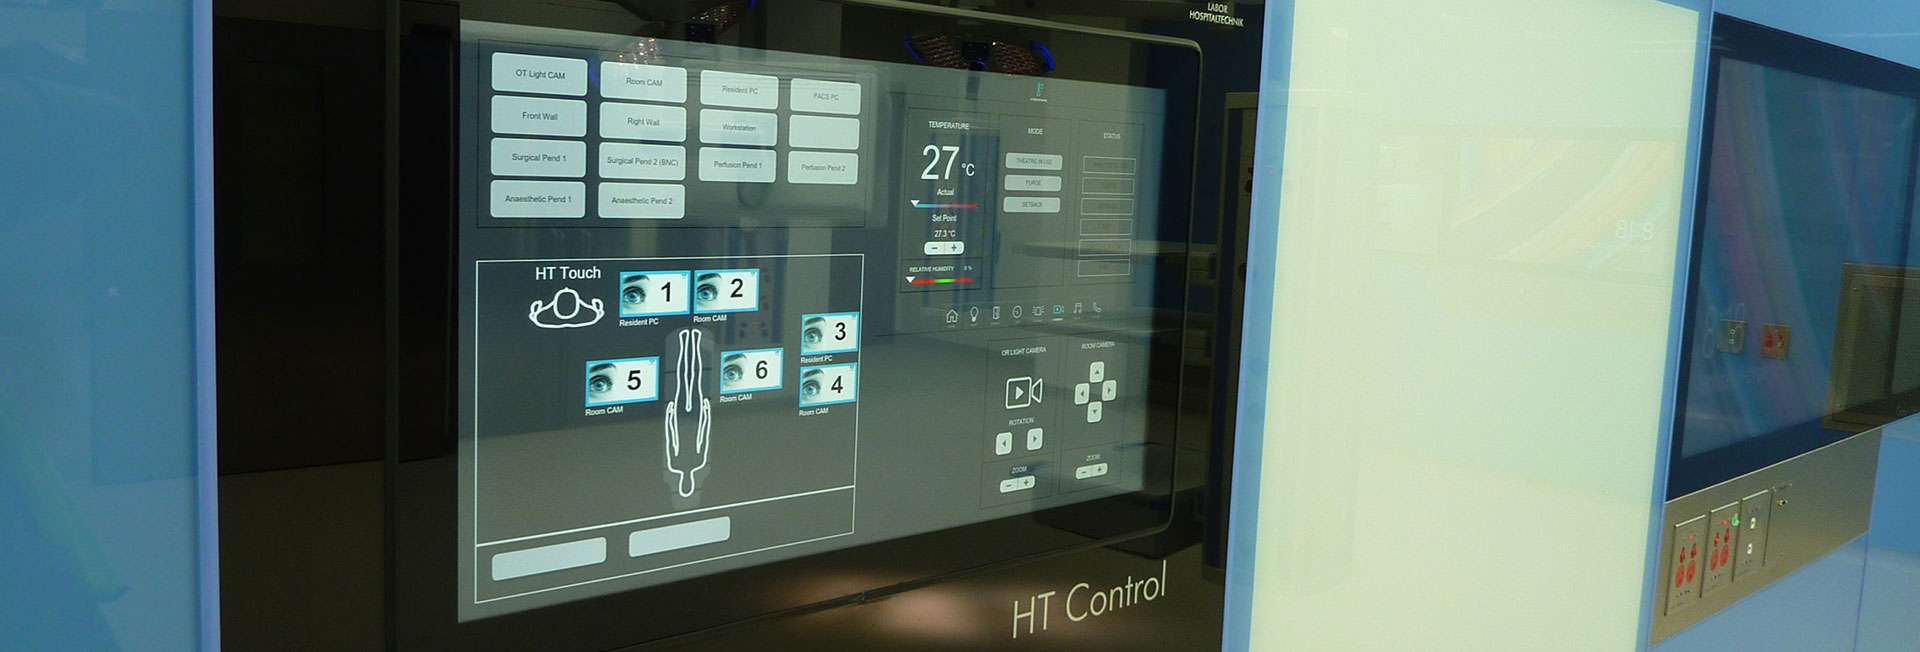 LABOR
HOSPITALTECHNIK
OT Light CAM
Room CAM
Resident PC
PACS PC
Front Wall
Right Wall
Workstation
Surgical Pend 1
Surgical Pend 2 (BNC)
Perfusion Pend 1
Perfusion Pend 2
Anaesthetic Pend 1
Anaesthetic Pend 2
TEMPERATURE
27 °C
Actual
Set Point
27.3 °C
− +
RELATIVE HUMIDITY 0 %
MODE
THEATRE IN USE
PURGE
SETBACK
STATUS
HT Touch
1
Resident PC
2
Room CAM
3
Resident PC
4
Room CAM
5
Room CAM
6
Room CAM
OR LIGHT CAMERA
ROTATION
ZOOM
− +
ROOM CAMERA
ZOOM
− +
HT Control